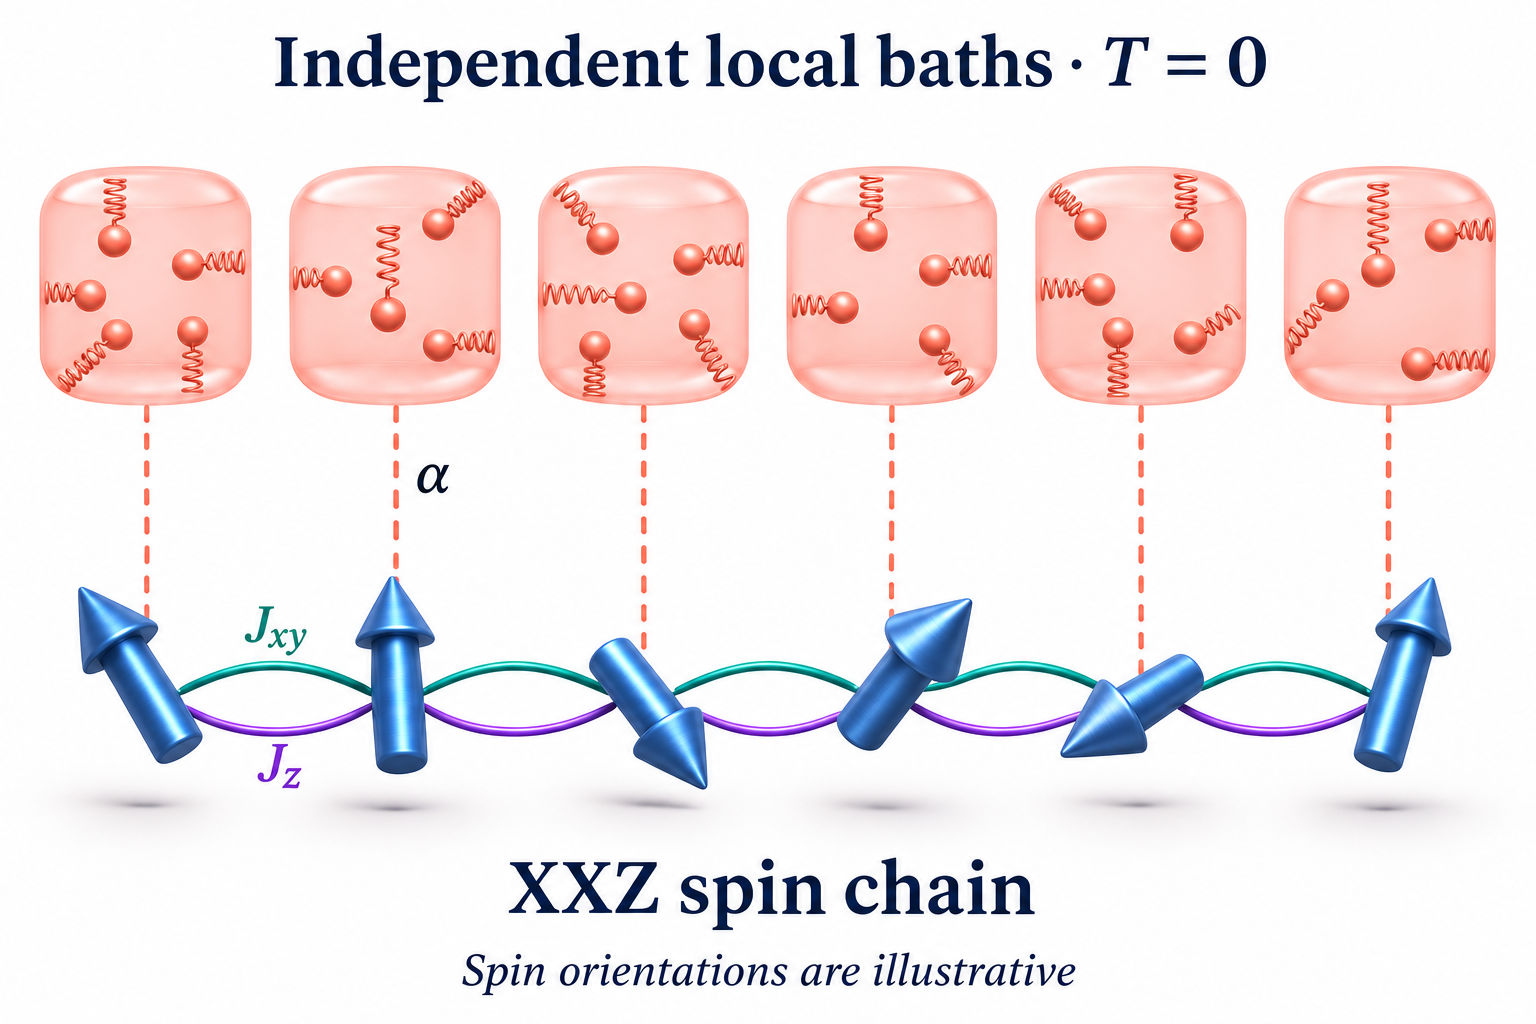 Independent local baths · T = 0
α
Jxy
Jz
XXZ spin chain
Spin orientations are illustrative